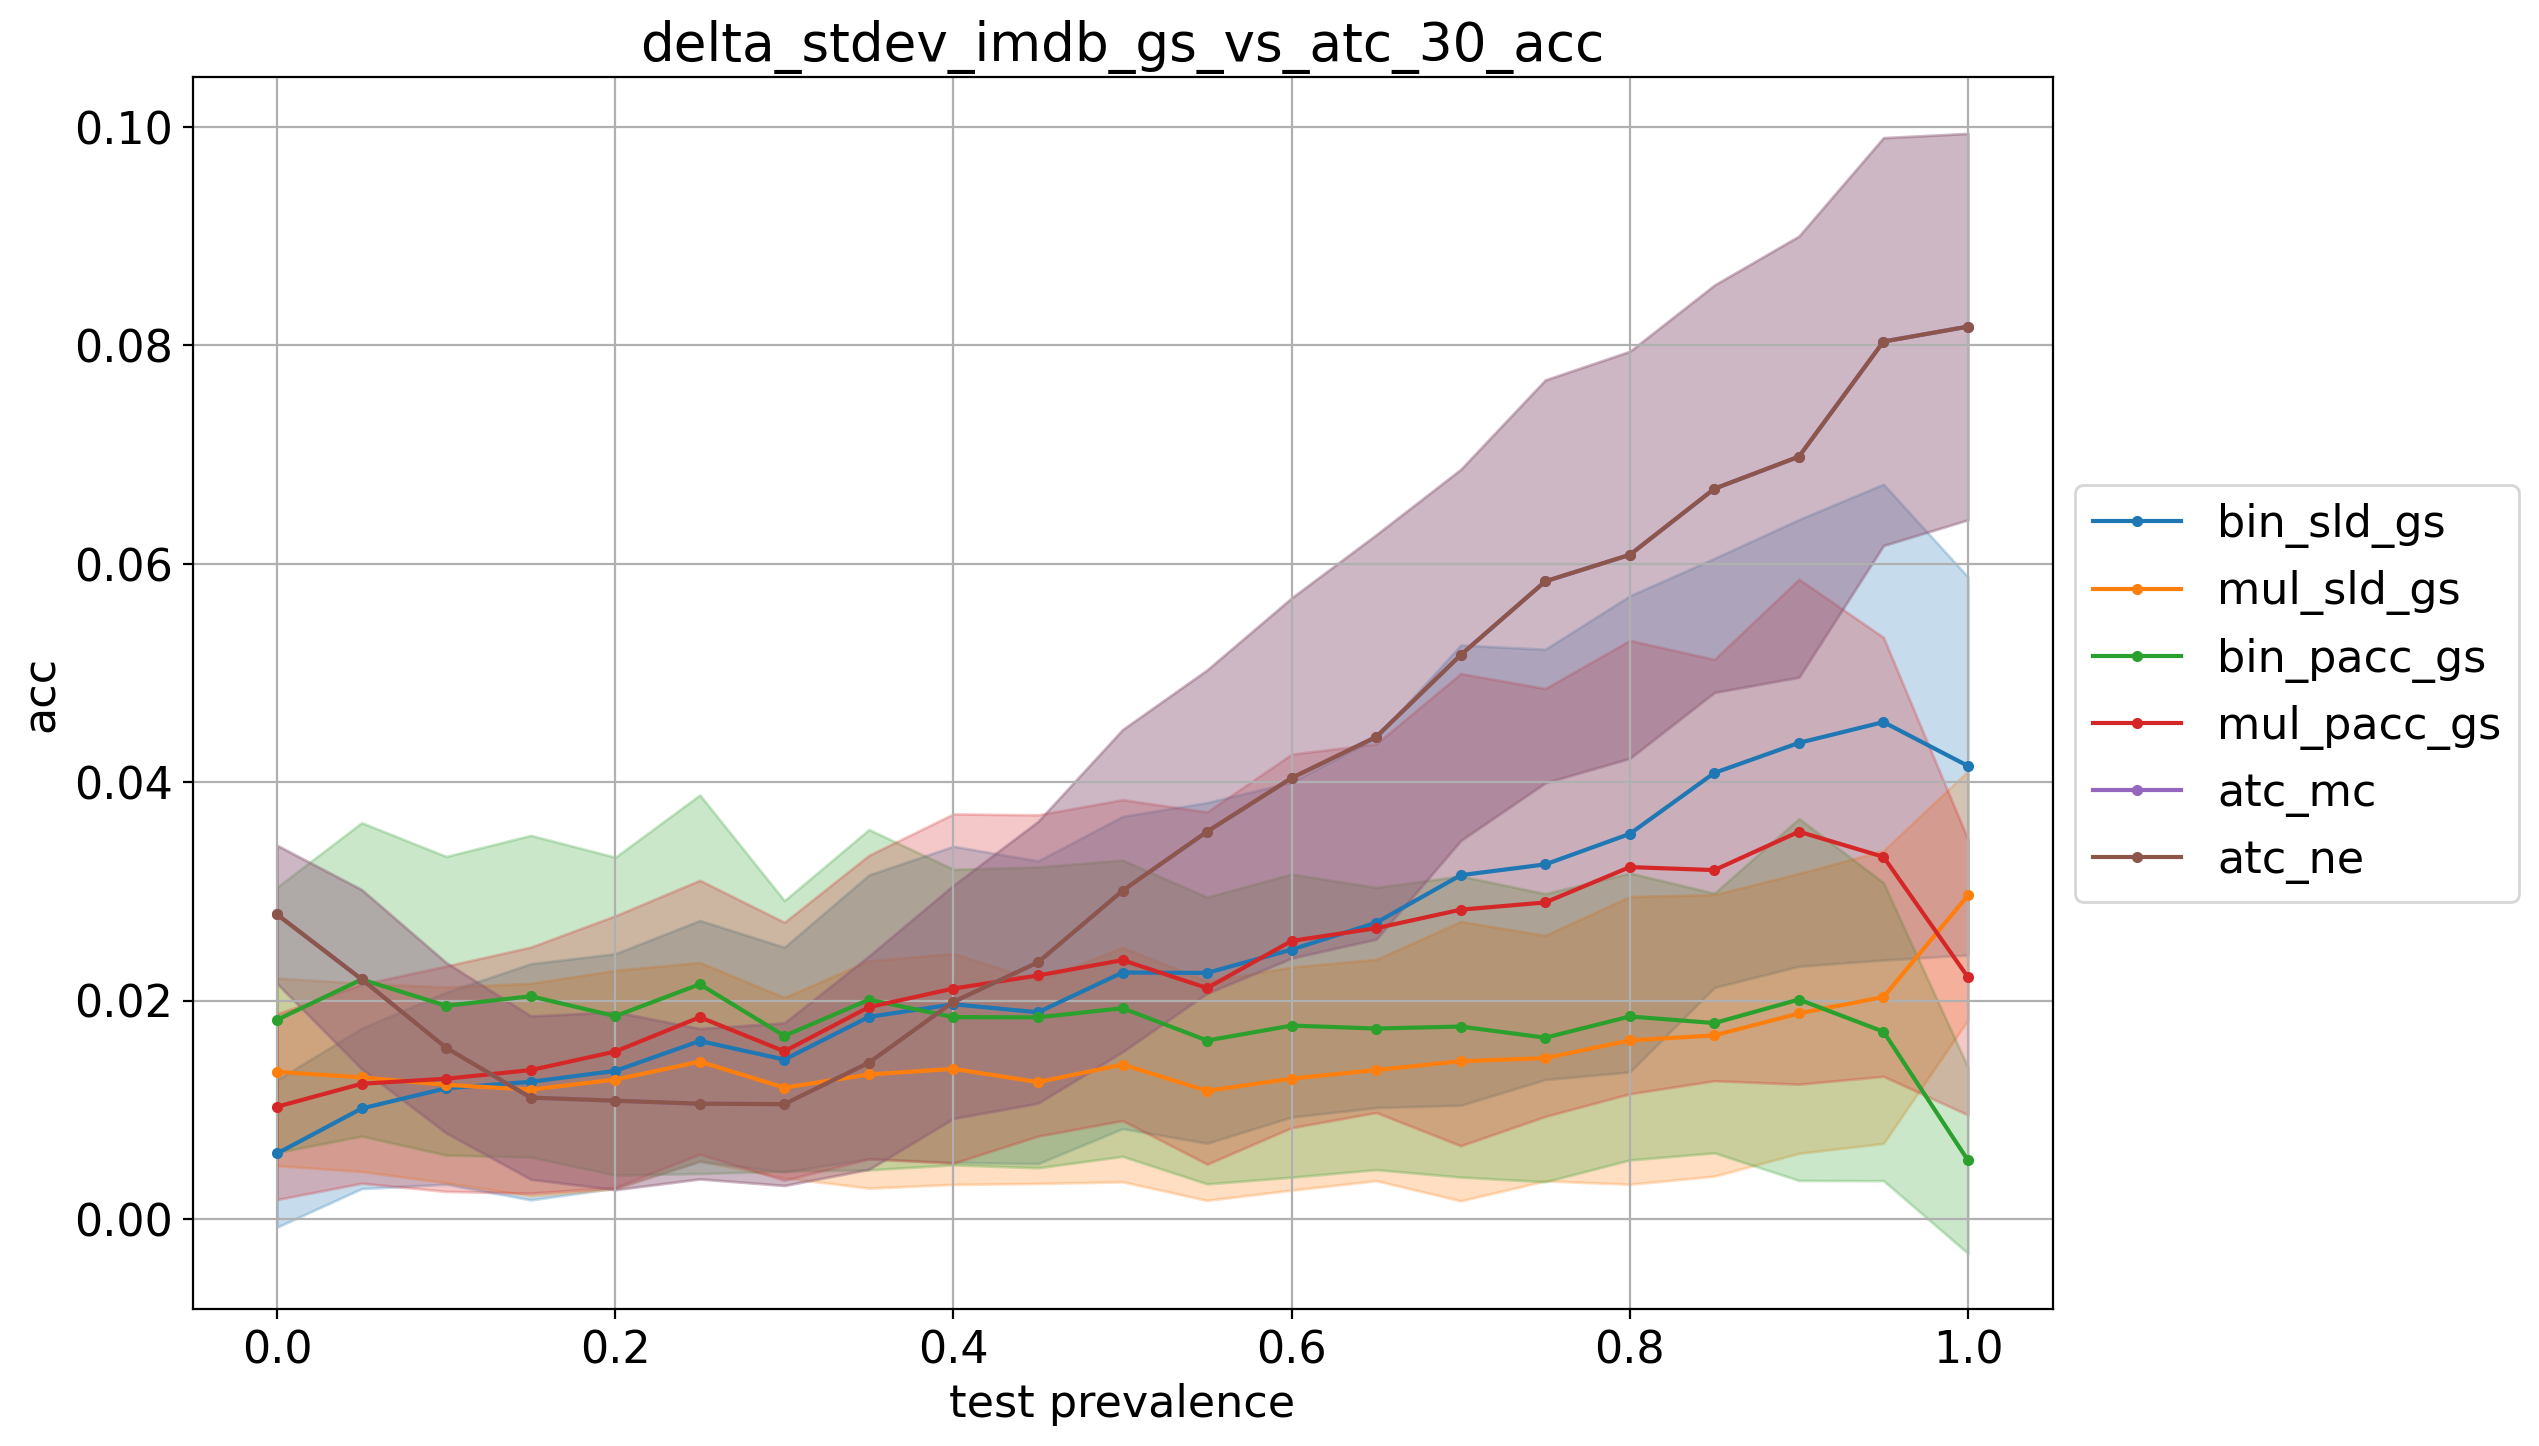 delta_stdev_imdb_gs_vs_atc_30_acc
0.10
0.08
0.06
0.04
0.02
0.00
acc
0.0 0.2 0.4 0.6 0.8 1.0
test prevalence
bin_sld_gs
mul_sld_gs
bin_pacc_gs
mul_pacc_gs
atc_mc
atc_ne